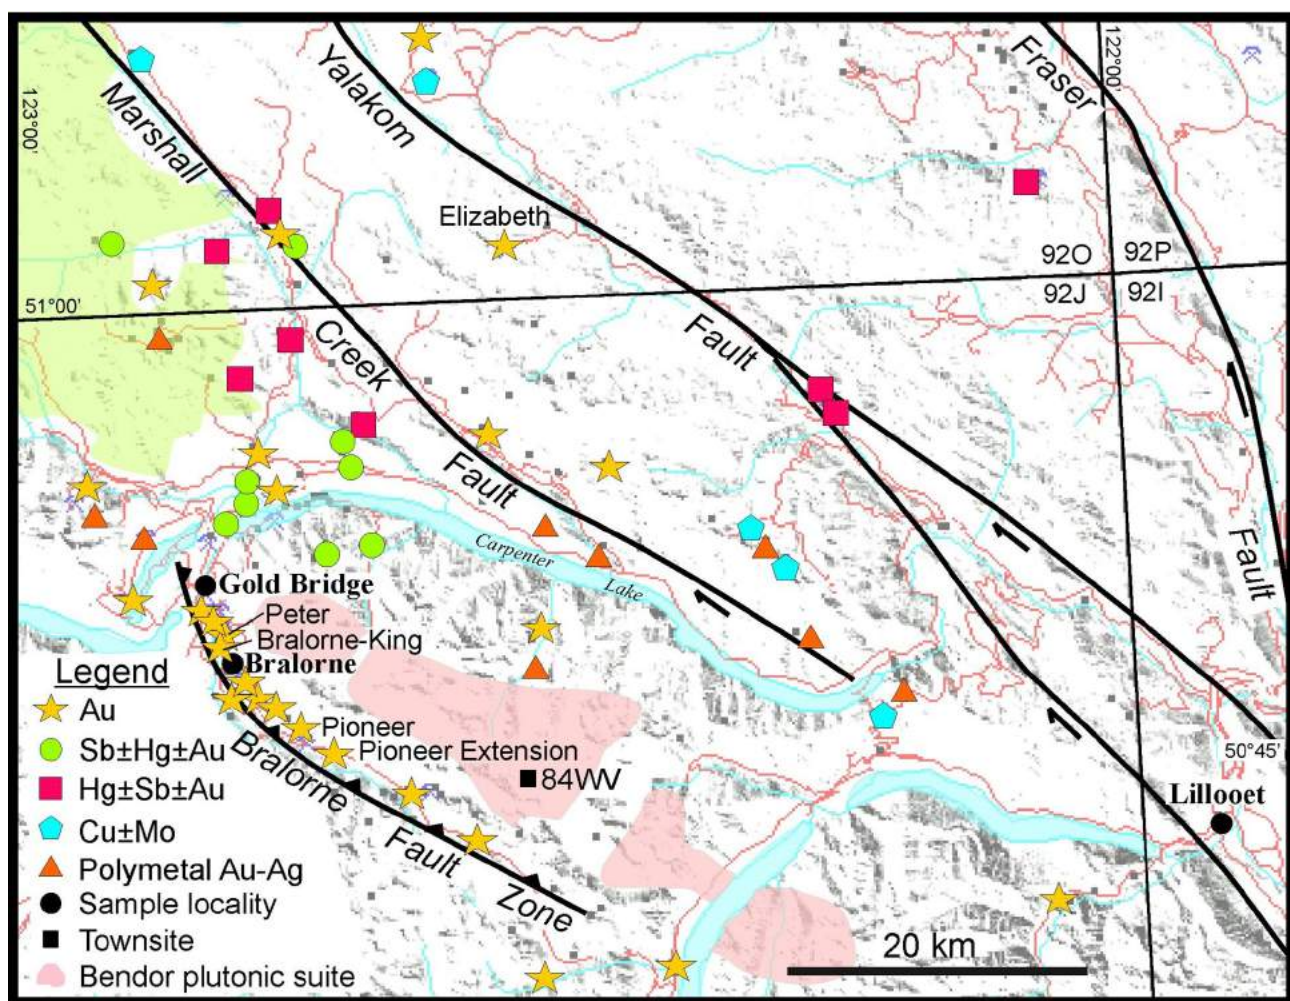 Marshall
Creek
Fault
Yalakom
Fault
Fraser
Fault
123°00'
122°00'
51°00'
50°45'
92O
92P
92J
92I
Elizabeth
Carpenter
Lake
Gold Bridge
Peter
Bralorne-King
Bralorne
Pioneer
Pioneer Extension
84WV
Bralorne
Fault
Zone
Lillooet
20 km
Legend
Au
Sb±Hg±Au
Hg±Sb±Au
Cu±Mo
Polymetal Au-Ag
Sample locality
Townsite
Bendor plutonic suite